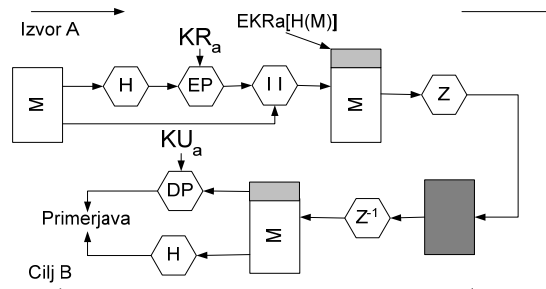 Izvor A
EKRa[H(M)]
KRa
M
H
EP
I I
M
Z
KUa
DP
Primerjava
H
M
Z-1
Cilj B